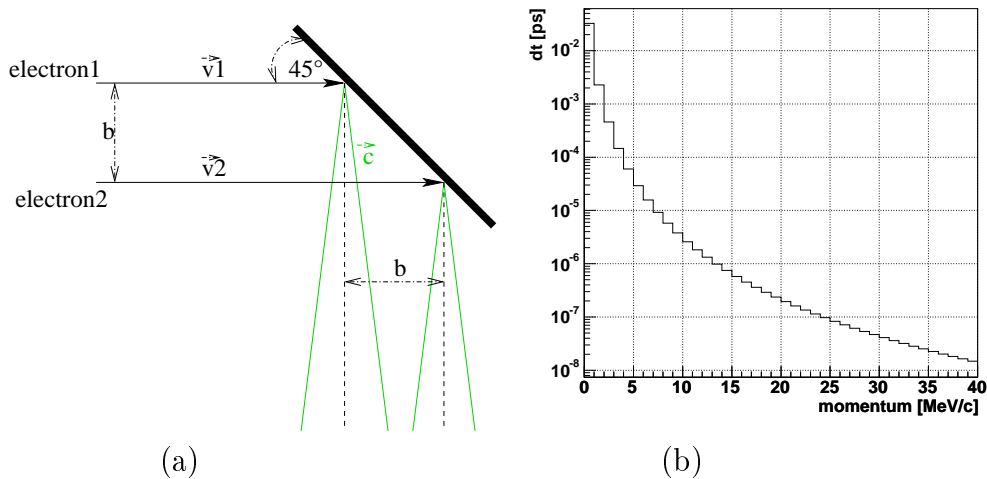 electron1
v1
45°
b
c
v2
electron2
b
(a)
dt [ps]
10⁻²
10⁻³
10⁻⁴
10⁻⁵
10⁻⁶
10⁻⁷
10⁻⁸
0 5 10 15 20 25 30 35 40
momentum [MeV/c]
(b)